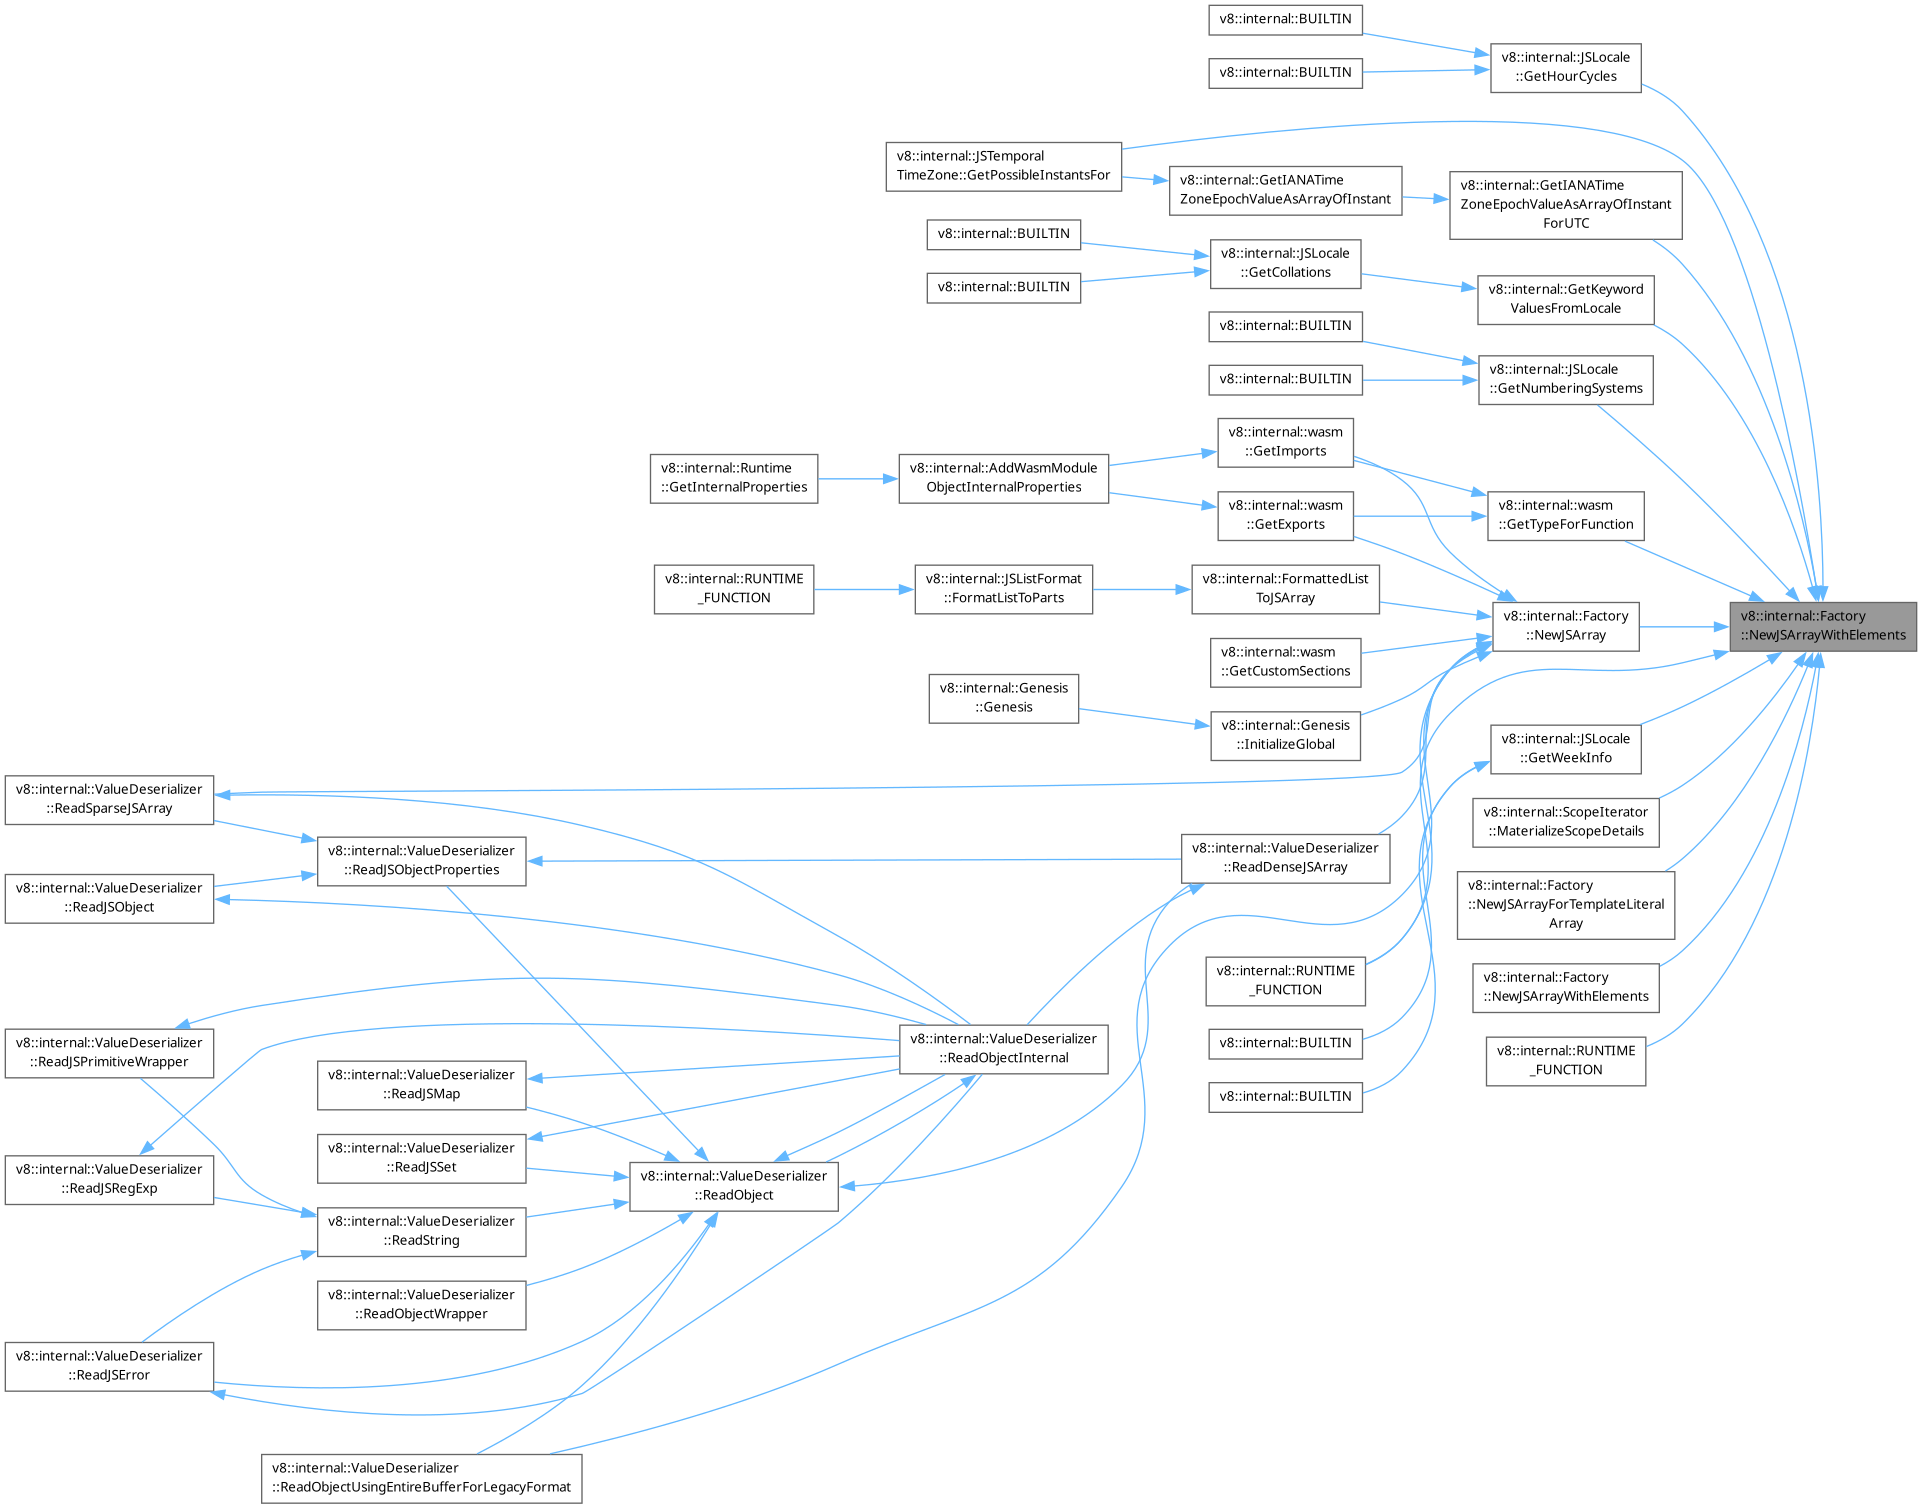 v8::internal::BUILTIN
v8::internal::JSLocale
::GetHourCycles
v8::internal::BUILTIN
v8::internal::JSTemporal
TimeZone::GetPossibleInstantsFor
v8::internal::GetIANATime
ZoneEpochValueAsArrayOfInstant
v8::internal::GetIANATime
ZoneEpochValueAsArrayOfInstant
ForUTC
v8::internal::BUILTIN
v8::internal::JSLocale
::GetCollations
v8::internal::BUILTIN
v8::internal::GetKeyword
ValuesFromLocale
v8::internal::BUILTIN
v8::internal::JSLocale
::GetNumberingSystems
v8::internal::BUILTIN
v8::internal::wasm
::GetImports
v8::internal::Runtime
::GetInternalProperties
v8::internal::AddWasmModule
ObjectInternalProperties
v8::internal::wasm
::GetExports
v8::internal::wasm
::GetTypeForFunction
v8::internal::RUNTIME
_FUNCTION
v8::internal::JSListFormat
::FormatListToParts
v8::internal::FormattedList
ToJSArray
v8::internal::Factory
::NewJSArray
v8::internal::Factory
::NewJSArrayWithElements
v8::internal::wasm
::GetCustomSections
v8::internal::Genesis
::Genesis
v8::internal::Genesis
::InitializeGlobal
v8::internal::JSLocale
::GetWeekInfo
v8::internal::ValueDeserializer
::ReadSparseJSArray
v8::internal::ScopeIterator
::MaterializeScopeDetails
v8::internal::ValueDeserializer
::ReadJSObjectProperties
v8::internal::ValueDeserializer
::ReadDenseJSArray
v8::internal::ValueDeserializer
::ReadJSObject
v8::internal::Factory
::NewJSArrayForTemplateLiteral
Array
v8::internal::RUNTIME
_FUNCTION
v8::internal::Factory
::NewJSArrayWithElements
v8::internal::ValueDeserializer
::ReadJSPrimitiveWrapper
v8::internal::ValueDeserializer
::ReadObjectInternal
v8::internal::BUILTIN
v8::internal::RUNTIME
_FUNCTION
v8::internal::ValueDeserializer
::ReadJSMap
v8::internal::BUILTIN
v8::internal::ValueDeserializer
::ReadJSSet
v8::internal::ValueDeserializer
::ReadJSRegExp
v8::internal::ValueDeserializer
::ReadObject
v8::internal::ValueDeserializer
::ReadString
v8::internal::ValueDeserializer
::ReadObjectWrapper
v8::internal::ValueDeserializer
::ReadJSError
v8::internal::ValueDeserializer
::ReadObjectUsingEntireBufferForLegacyFormat